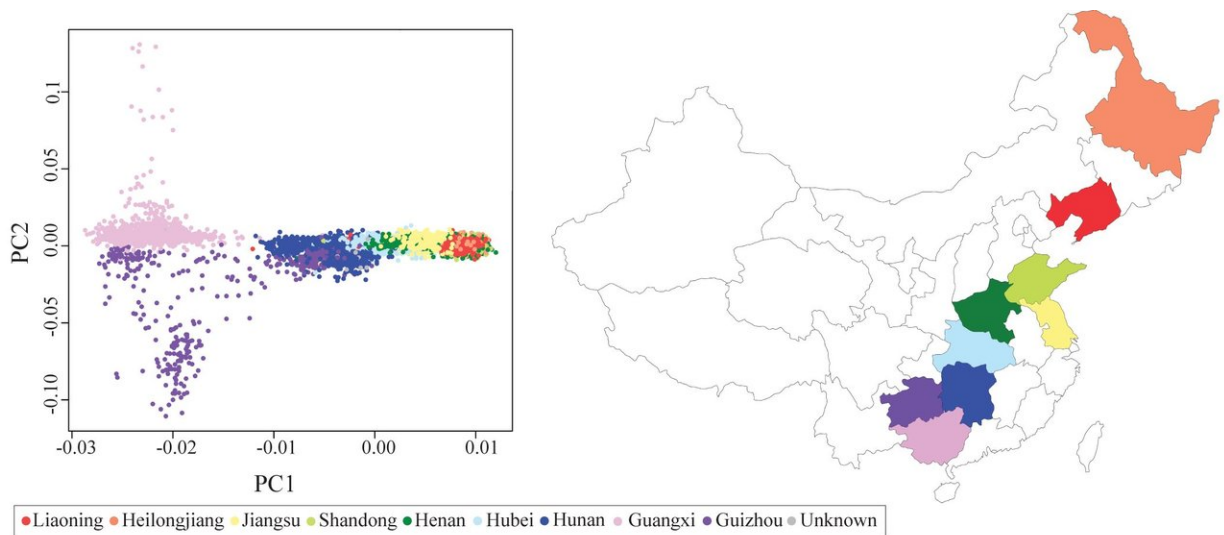 0.1
0.05
0.00
-0.05
-0.10
PC2
-0.03 -0.02 -0.01 0.00 0.01
PC1
Liaoning Heilongjiang Jiangsu Shandong Henan Hubei Hunan Guangxi Guizhou Unknown